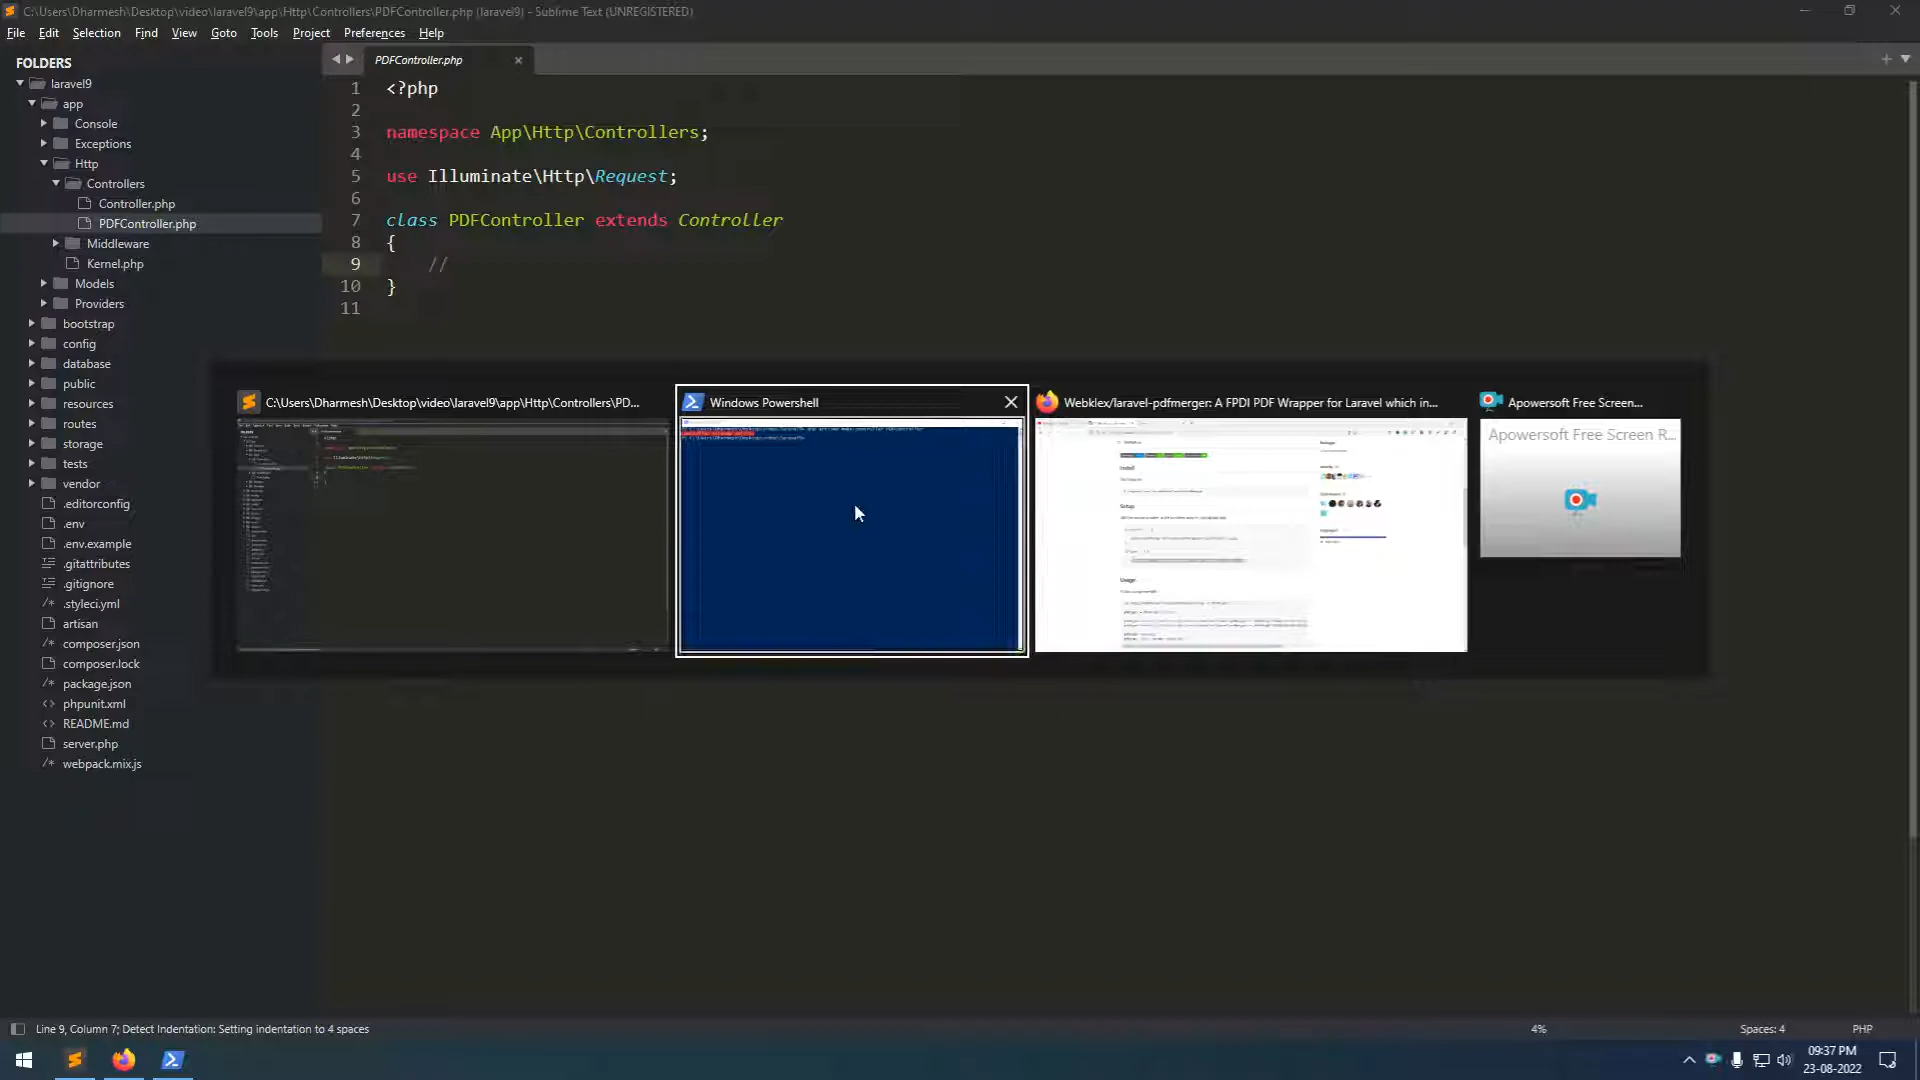 C:\Users\Dharmesh\Desktop\video\laravel9\app\Http\Controllers\PDFController.php (laravel9) - Sublime Text (UNREGISTERED)
File Edit Selection Find View Goto Tools Project Preferences Help
FOLDERS
laravel9
app
Console
Exceptions
Http
Controllers
Controller.php
PDFController.php
Middleware
Kernel.php
Models
Providers
bootstrap
config
database
public
resources
routes
storage
tests
vendor
.editorconfig
.env
.env.example
.gitattributes
.gitignore
.styleci.yml
artisan
composer.json
composer.lock
package.json
phpunit.xml
README.md
server.php
webpack.mix.js
PDFController.php
1 <?php
2
3 namespace App\Http\Controllers;
4
5 use Illuminate\Http\Request;
6
7 class PDFController extends Controller
8 {
9 //
10 }
11
C:\Users\Dharmesh\Desktop\video\laravel9\app\Http\Controllers\PD...
Windows Powershell
Webklex/laravel-pdfmerger: A FPDI PDF Wrapper for Laravel which in...
Install
Setup
Usage
Apowersoft Free Screen...
Apowersoft Free Screen R...
Line 9, Column 7; Detect Indentation: Setting indentation to 4 spaces
4%
Spaces: 4
PHP
09:37 PM
23-08-2022